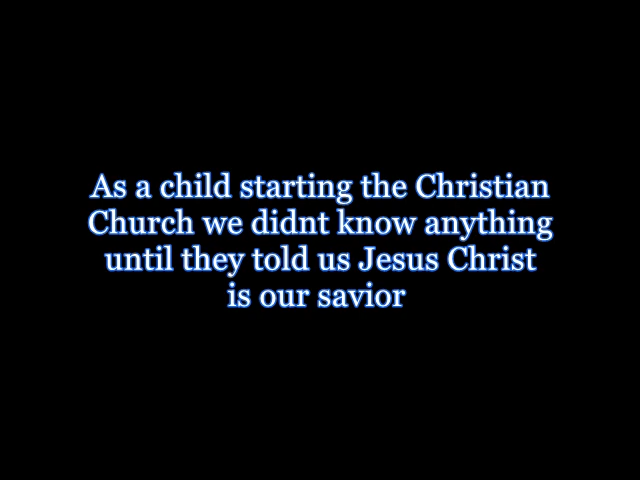 As a child starting the Christian
Church we didnt know anything
until they told us Jesus Christ
is our savior